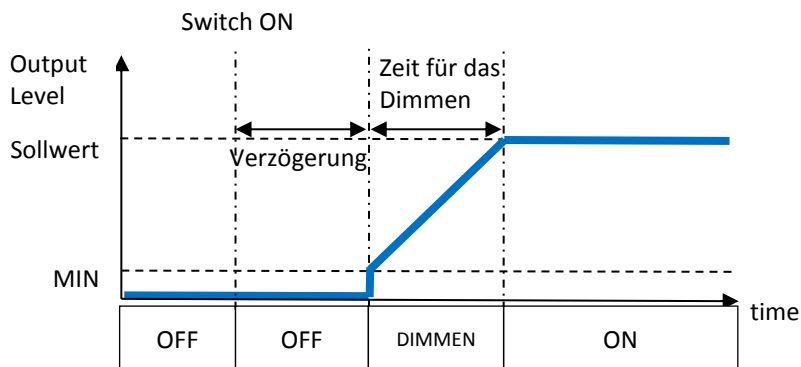 Switch ON
Output
Level
Zeit für das
Dimmen
Sollwert
Verzögerung
MIN
time
OFF
OFF
DIMMEN
ON